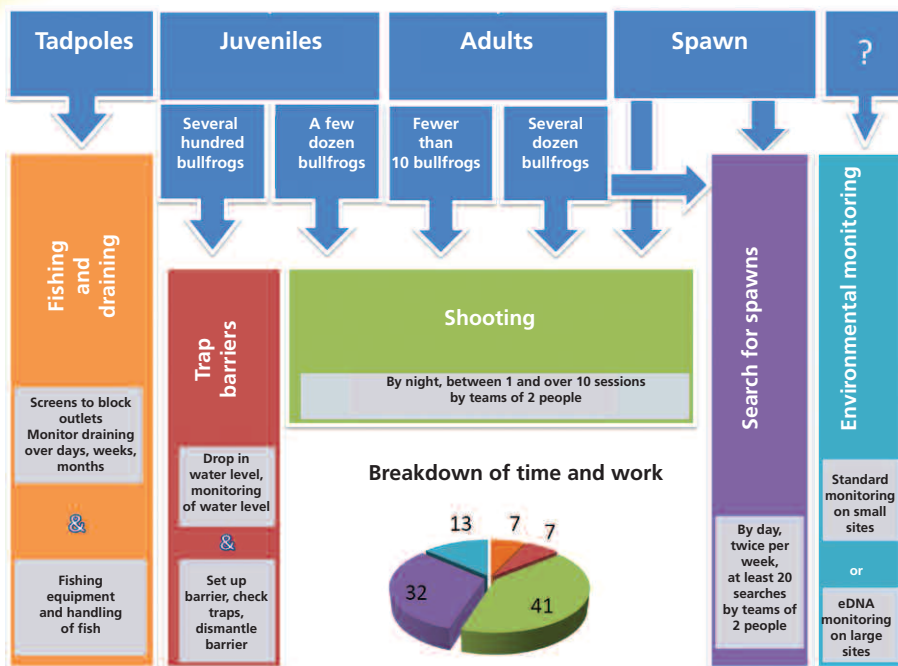 Tadpoles
Juveniles
Adults
Spawn
?
Several
hundred
bullfrogs
A few
dozen
bullfrogs
Fewer
than
10 bullfrogs
Several
dozen
bullfrogs
Fishing
and
draining
Screens to block
outlets
Monitor draining
over days, weeks,
months
&
Fishing
equipment
and handling
of fish
Trap
barriers
Drop in
water level,
monitoring
of water level
&
Set up
barrier, check
traps,
dismantle
barrier
Shooting
By night, between 1 and over 10 sessions
by teams of 2 people
Breakdown of time and work
13
7
7
32
41
Search for spawns
By day,
twice per
week,
at least 20
searches
by teams of
2 people
Environmental monitoring
Standard
monitoring
on small
sites
or
eDNA
monitoring
on large
sites